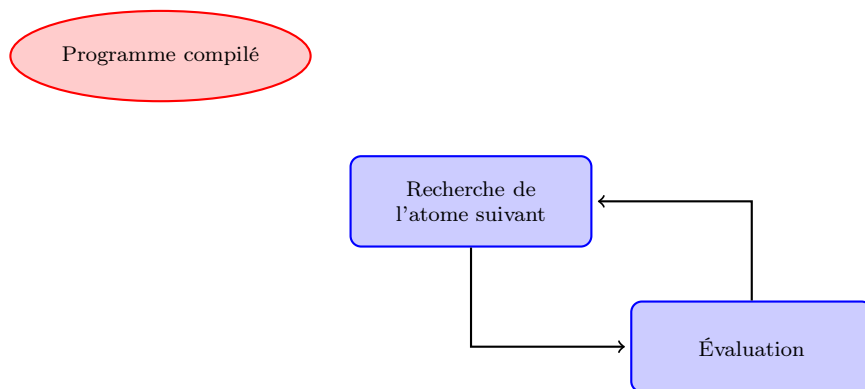 Programme compilé
Recherche de
l'atome suivant
Évaluation